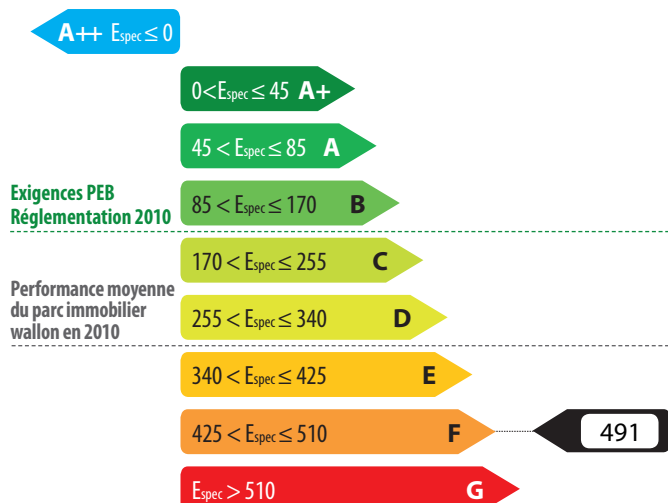 A++ Espec ≤ 0
0<Espec ≤ 45 A+
45 < Espec ≤ 85 A
Exigences PEB
Réglementation 2010
85 < Espec ≤ 170 B
170 < Espec ≤ 255 C
Performance moyenne
du parc immobilier
wallon en 2010
255 < Espec ≤ 340 D
340 < Espec ≤ 425 E
425 < Espec ≤ 510 F
491
Espec > 510 G